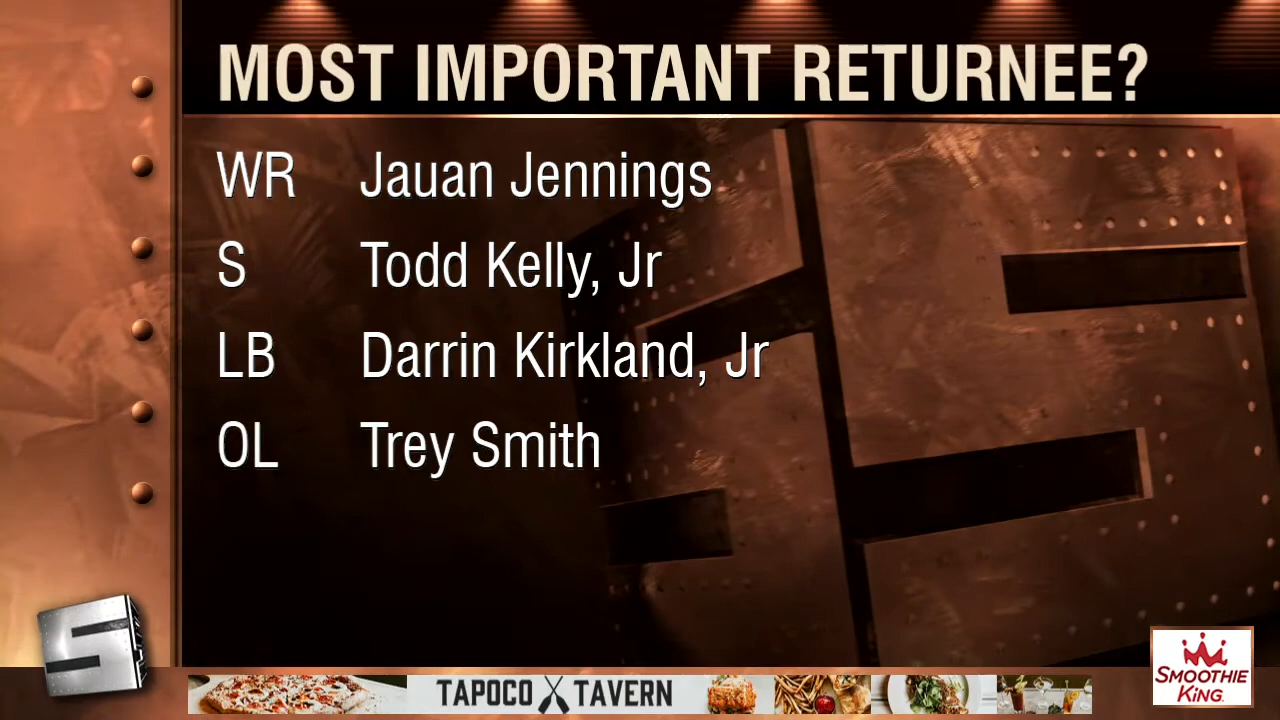 MOST IMPORTANT RETURNEE?
WR Jauan Jennings
S Todd Kelly, Jr
LB Darrin Kirkland, Jr
OL Trey Smith
S
TAPOCO TAVERN
SMOOTHIE KING